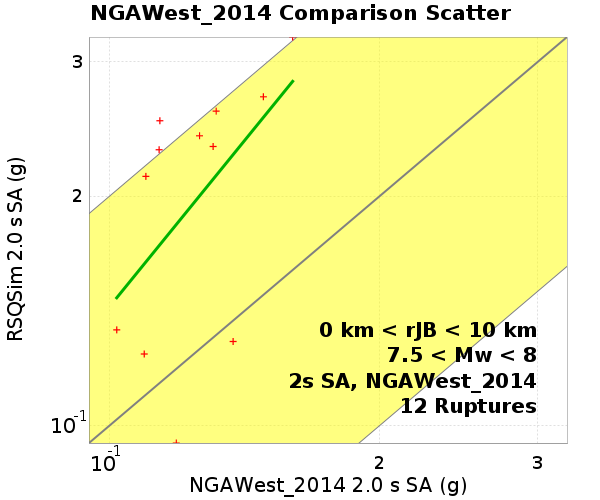 NGAWest_2014 Comparison Scatter
RSQSim 2.0 s SA (g)
3
2
10-1
0 km < rJB < 10 km
7.5 < Mw < 8
2s SA, NGAWest_2014
12 Ruptures
10-1
2
3
NGAWest_2014 2.0 s SA (g)